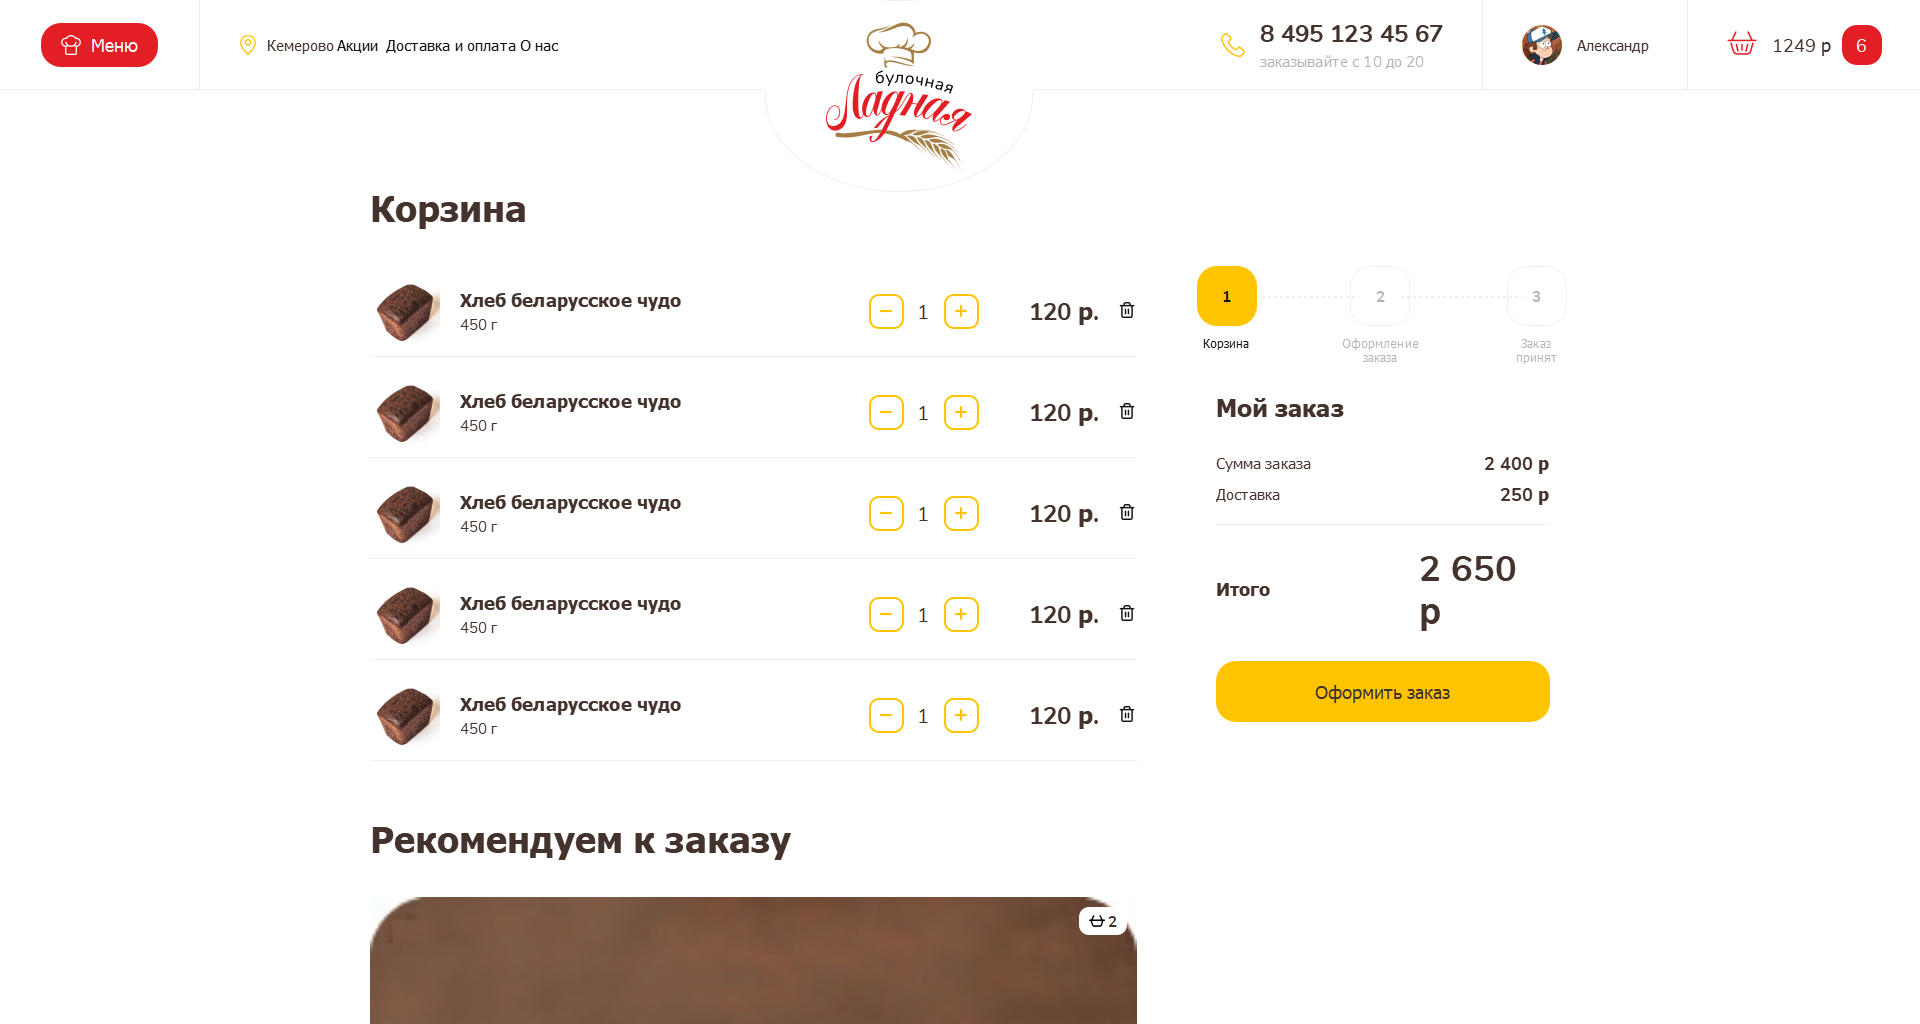 Меню
Кемерово Акции Доставка и оплата О нас
булочная
Ладная
8 495 123 45 67
заказывайте с 10 до 20
Александр
1249 р 6
Корзина
Хлеб беларусское чудо
450 г
1
120 р.
Хлеб беларусское чудо
450 г
1
120 р.
Хлеб беларусское чудо
450 г
1
120 р.
Хлеб беларусское чудо
450 г
1
120 р.
Хлеб беларусское чудо
450 г
1
120 р.
1 2 3
Корзина
Оформление
заказа
Заказ
принят
Мой заказ
Сумма заказа 2 400 р
Доставка 250 р
Итого
2 650
р
Оформить заказ
Рекомендуем к заказу
2